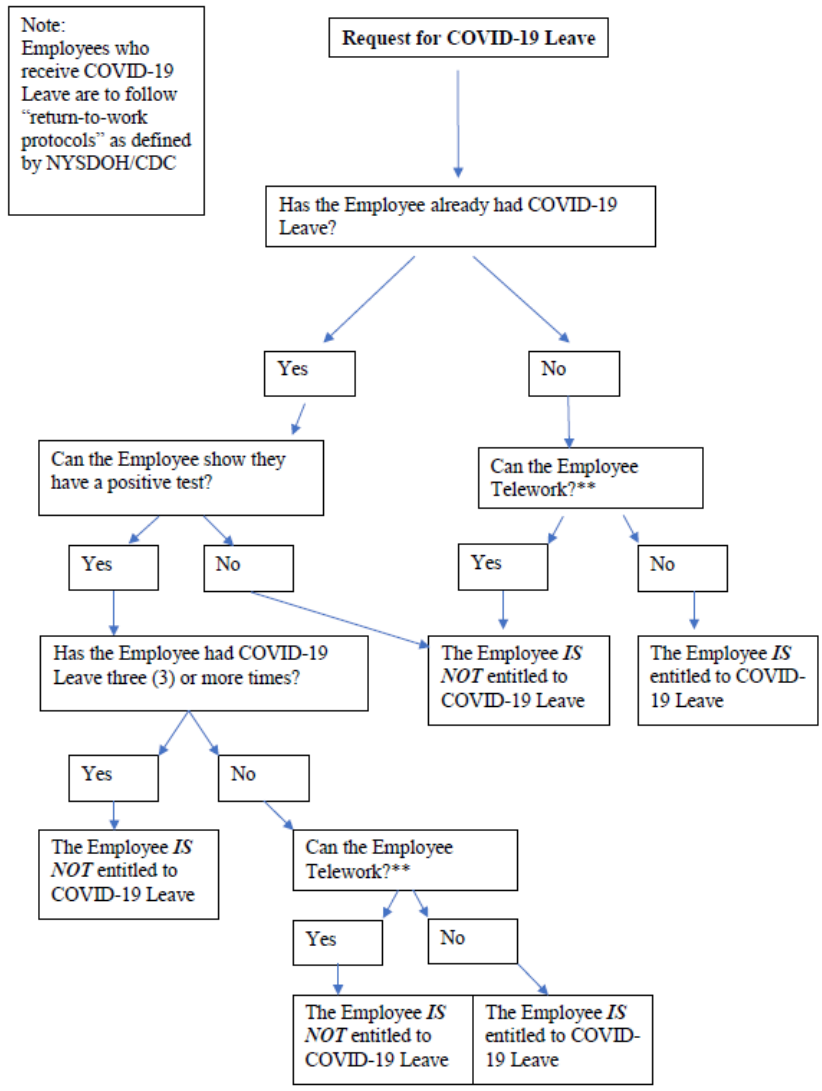 Note:
Employees who
receive COVID-19
Leave are to follow
“return-to-work
protocols” as defined
by NYSDOH/CDC
Request for COVID-19 Leave
Has the Employee already had COVID-19
Leave?
Yes
No
Can the Employee show they
have a positive test?
Can the Employee
Telework?**
Yes
No
Yes
No
Has the Employee had COVID-19
Leave three (3) or more times?
The Employee IS
NOT entitled to
COVID-19 Leave
The Employee IS
entitled to COVID-
19 Leave
Yes
No
The Employee IS
NOT entitled to
COVID-19 Leave
Can the Employee
Telework?**
Yes
No
The Employee IS
NOT entitled to
COVID-19 Leave
The Employee IS
entitled to COVID-
19 Leave